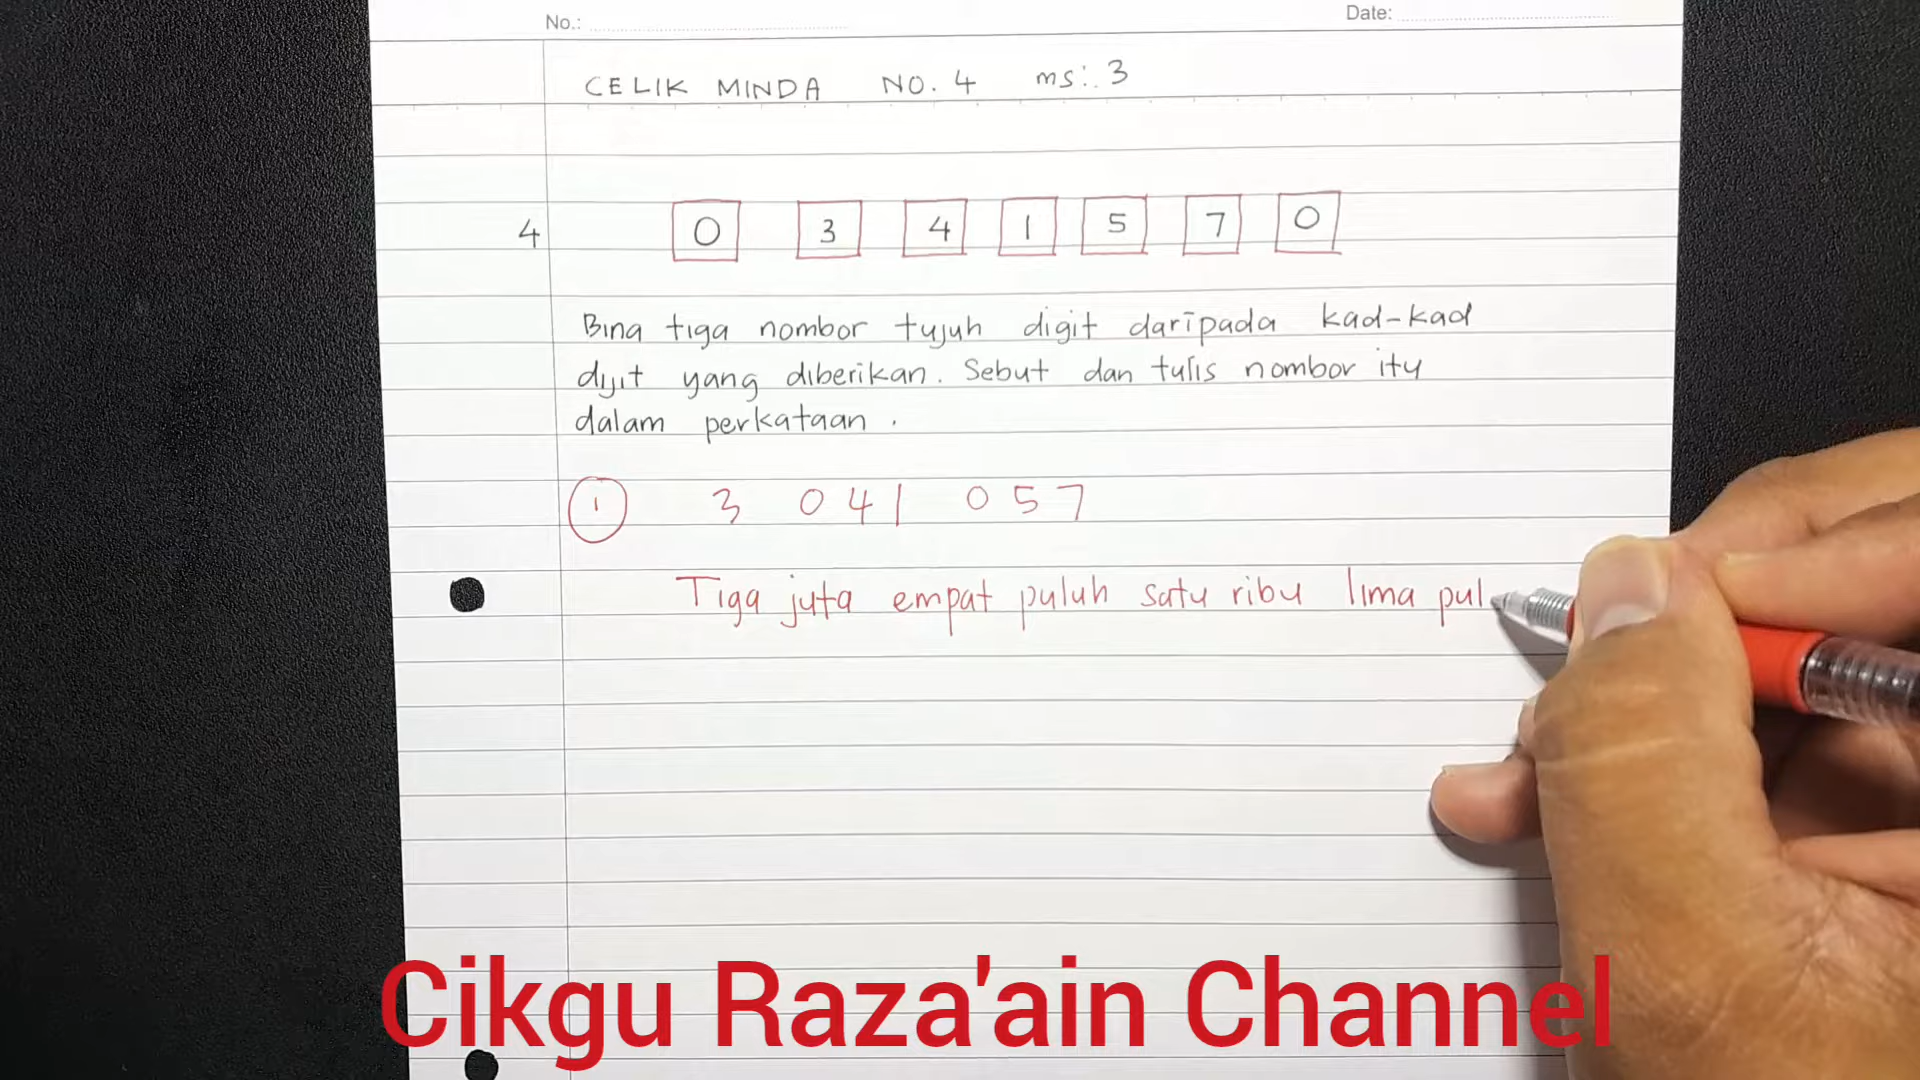 No.: Date:
CELIK MINDA NO. 4 ms: 3
4 0 3 4 1 5 7 0
Bina tiga nombor tujuh digit daripada kad-kad
digit yang diberikan. Sebut dan tulis nombor itu
dalam perkataan.
1 3 041 057
Tiga juta empat puluh satu ribu lima pul
Cikgu Raza'ain Channel